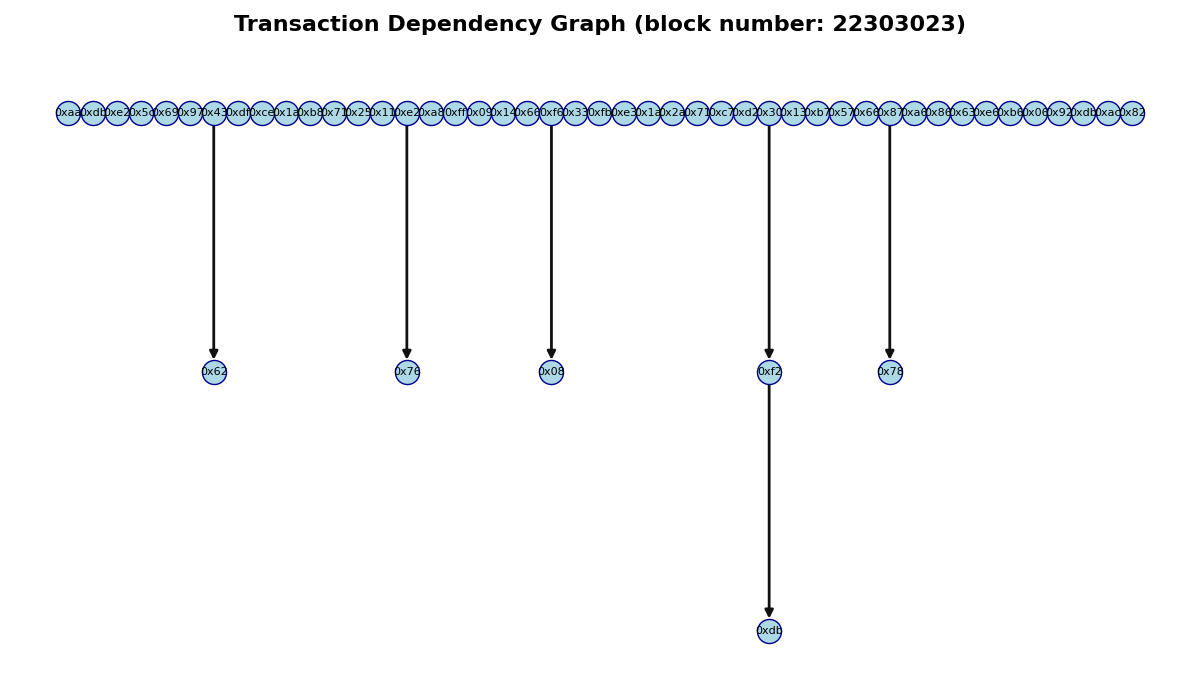 Transaction Dependency Graph (block number: 22303023)
0xaa 0xdb 0xe2 0x5c 0x69 0x97 0x43 0xdf 0xce 0x1a 0xb8 0x71 0x25 0x11 0xe2 0xa8 0xff 0x09 0x14 0x66 0xf6 0x33 0xfb 0xe3 0x1a 0x2a 0x71 0xc7 0xd2 0x30 0x13 0xb7 0x57 0x66 0x87 0xa6 0x86 0x63 0xe6 0xb6 0x06 0x92 0xdb 0xac 0x82
0x62 0x76 0x08 0xf2 0x78
0xdb